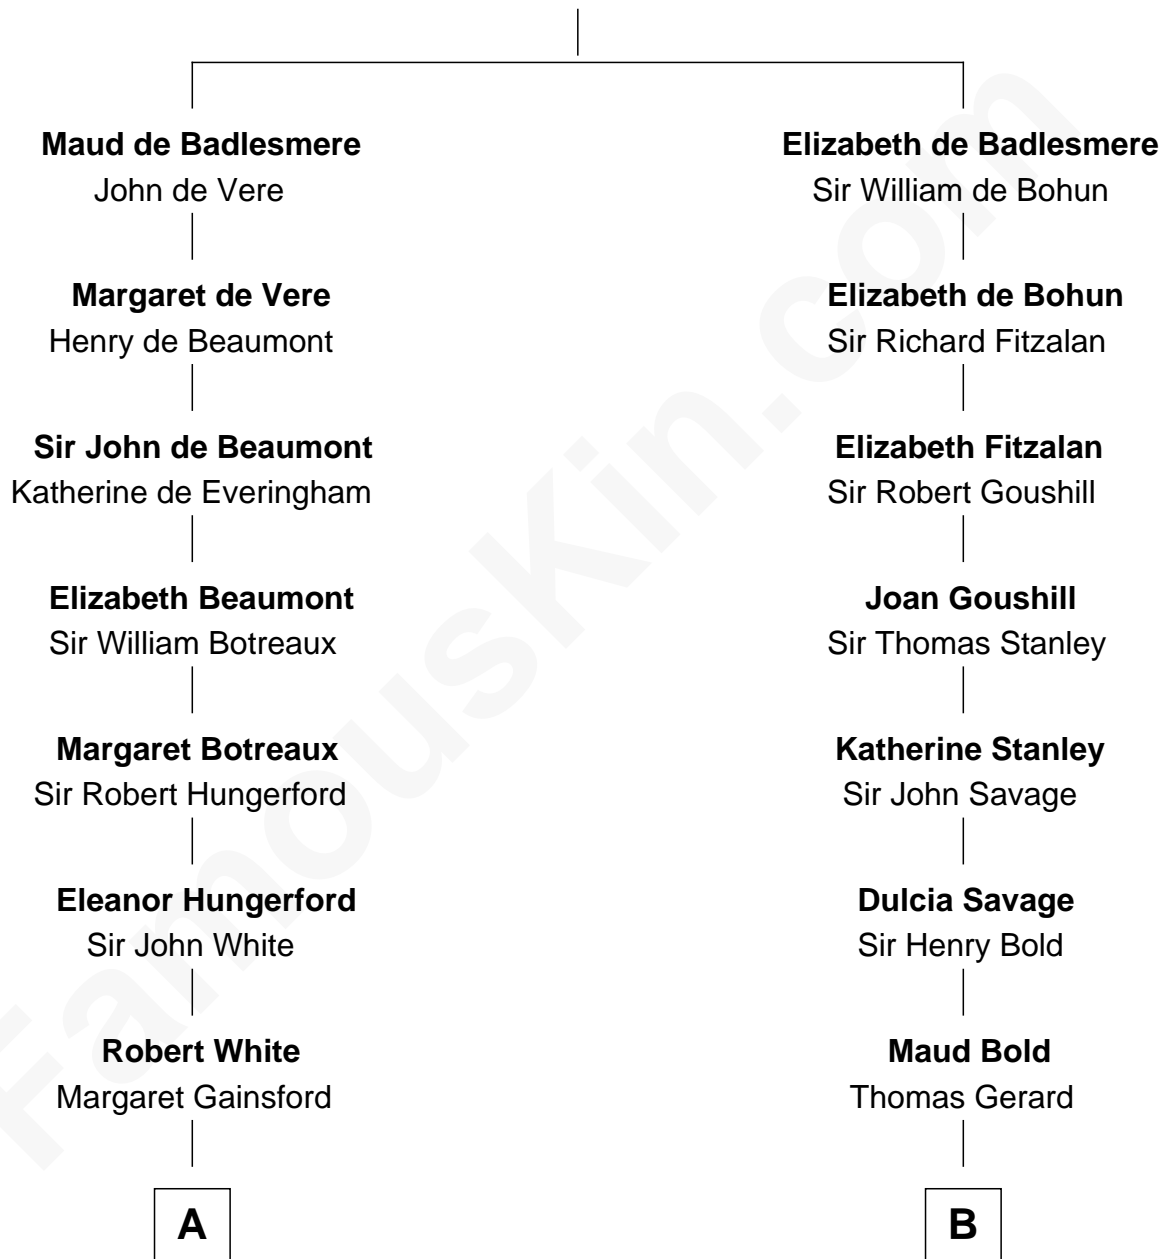 Maud de Badlesmere
John de Vere
Elizabeth de Badlesmere
Sir William de Bohun
Margaret de Vere
Henry de Beaumont
Elizabeth de Bohun
Sir Richard Fitzalan
Sir John de Beaumont
Katherine de Everingham
Elizabeth Fitzalan
Sir Robert Goushill
Elizabeth Beaumont
Sir William Botreaux
Joan Goushill
Sir Thomas Stanley
Margaret Botreaux
Sir Robert Hungerford
Katherine Stanley
Sir John Savage
Eleanor Hungerford
Sir John White
Dulcia Savage
Sir Henry Bold
Robert White
Margaret Gainsford
Maud Bold
Thomas Gerard
A
B
FamousKin.com